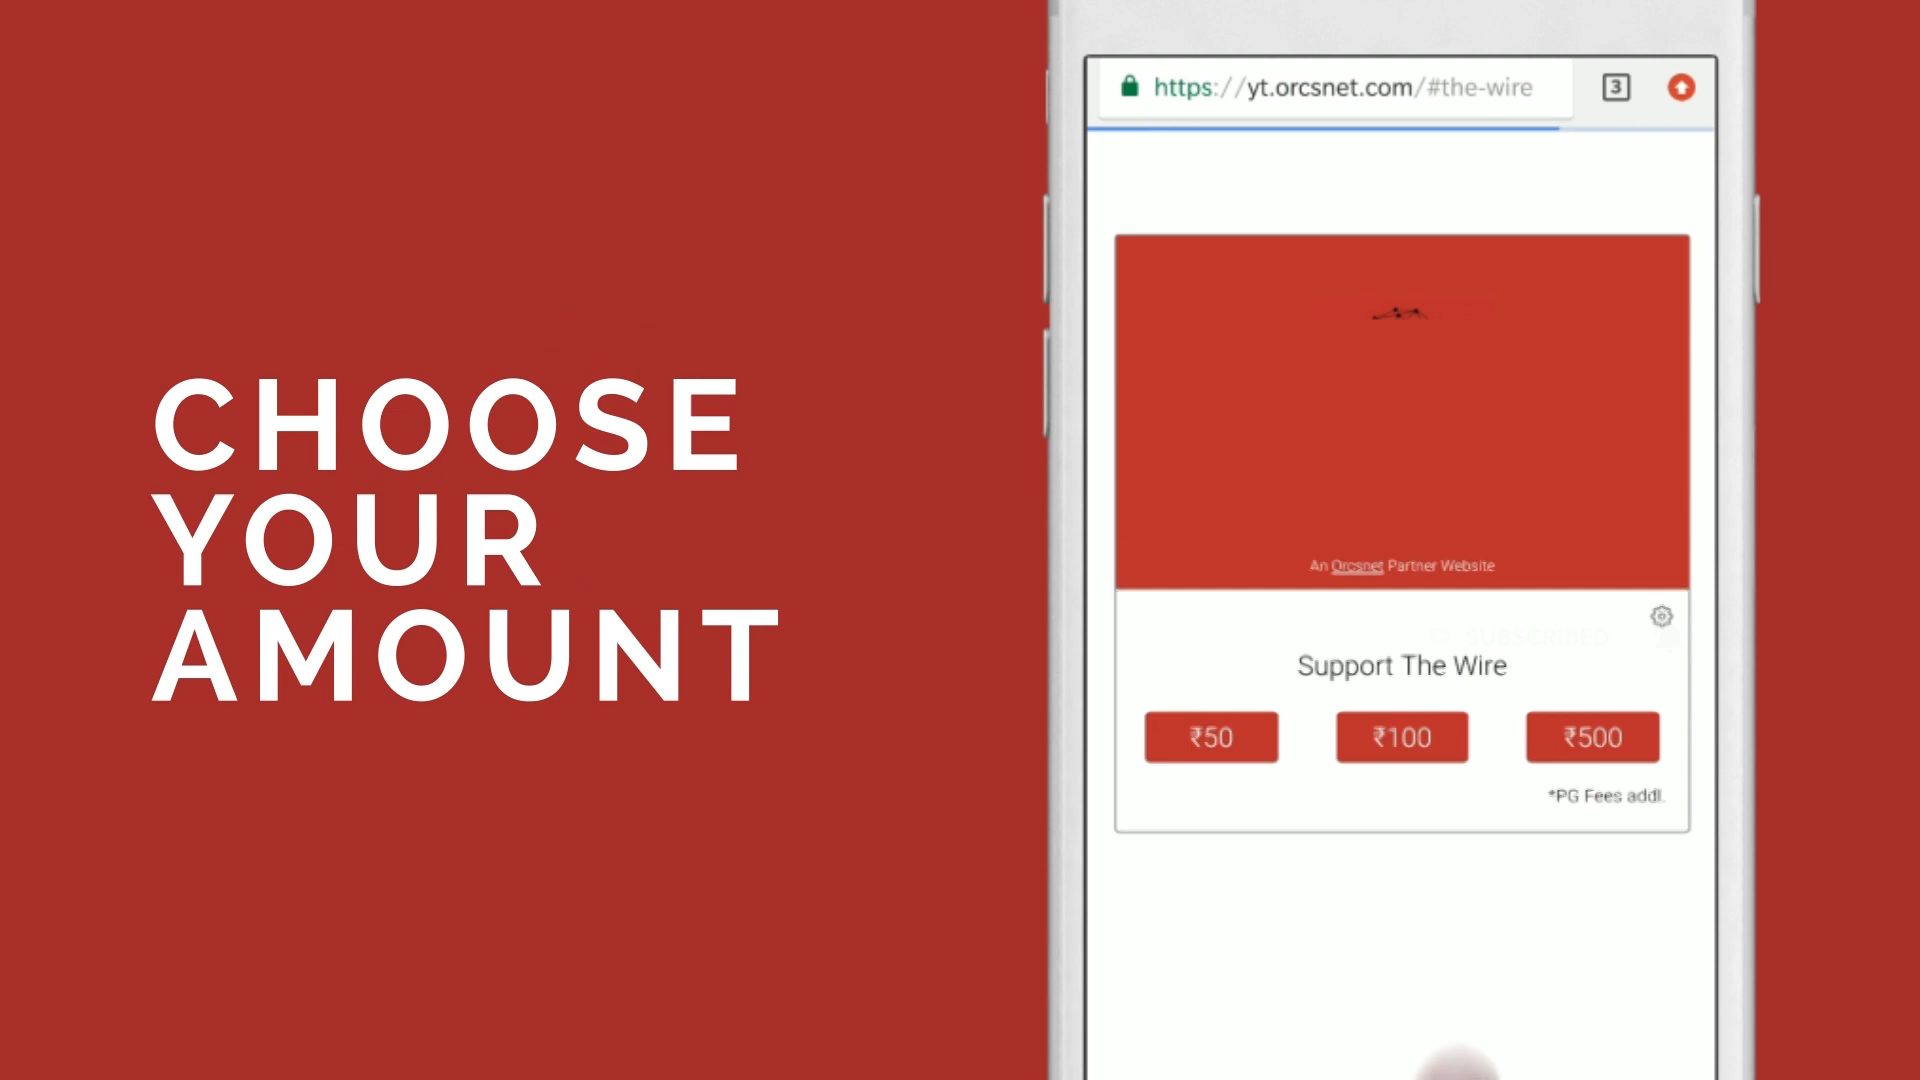 CHOOSE
YOUR
AMOUNT
https://yt.orcsnet.com/#the-wire
3
An Orcsnet Partner Website
SUBSCRIBED
Support The Wire
₹50 ₹100 ₹500
*PG Fees addl.